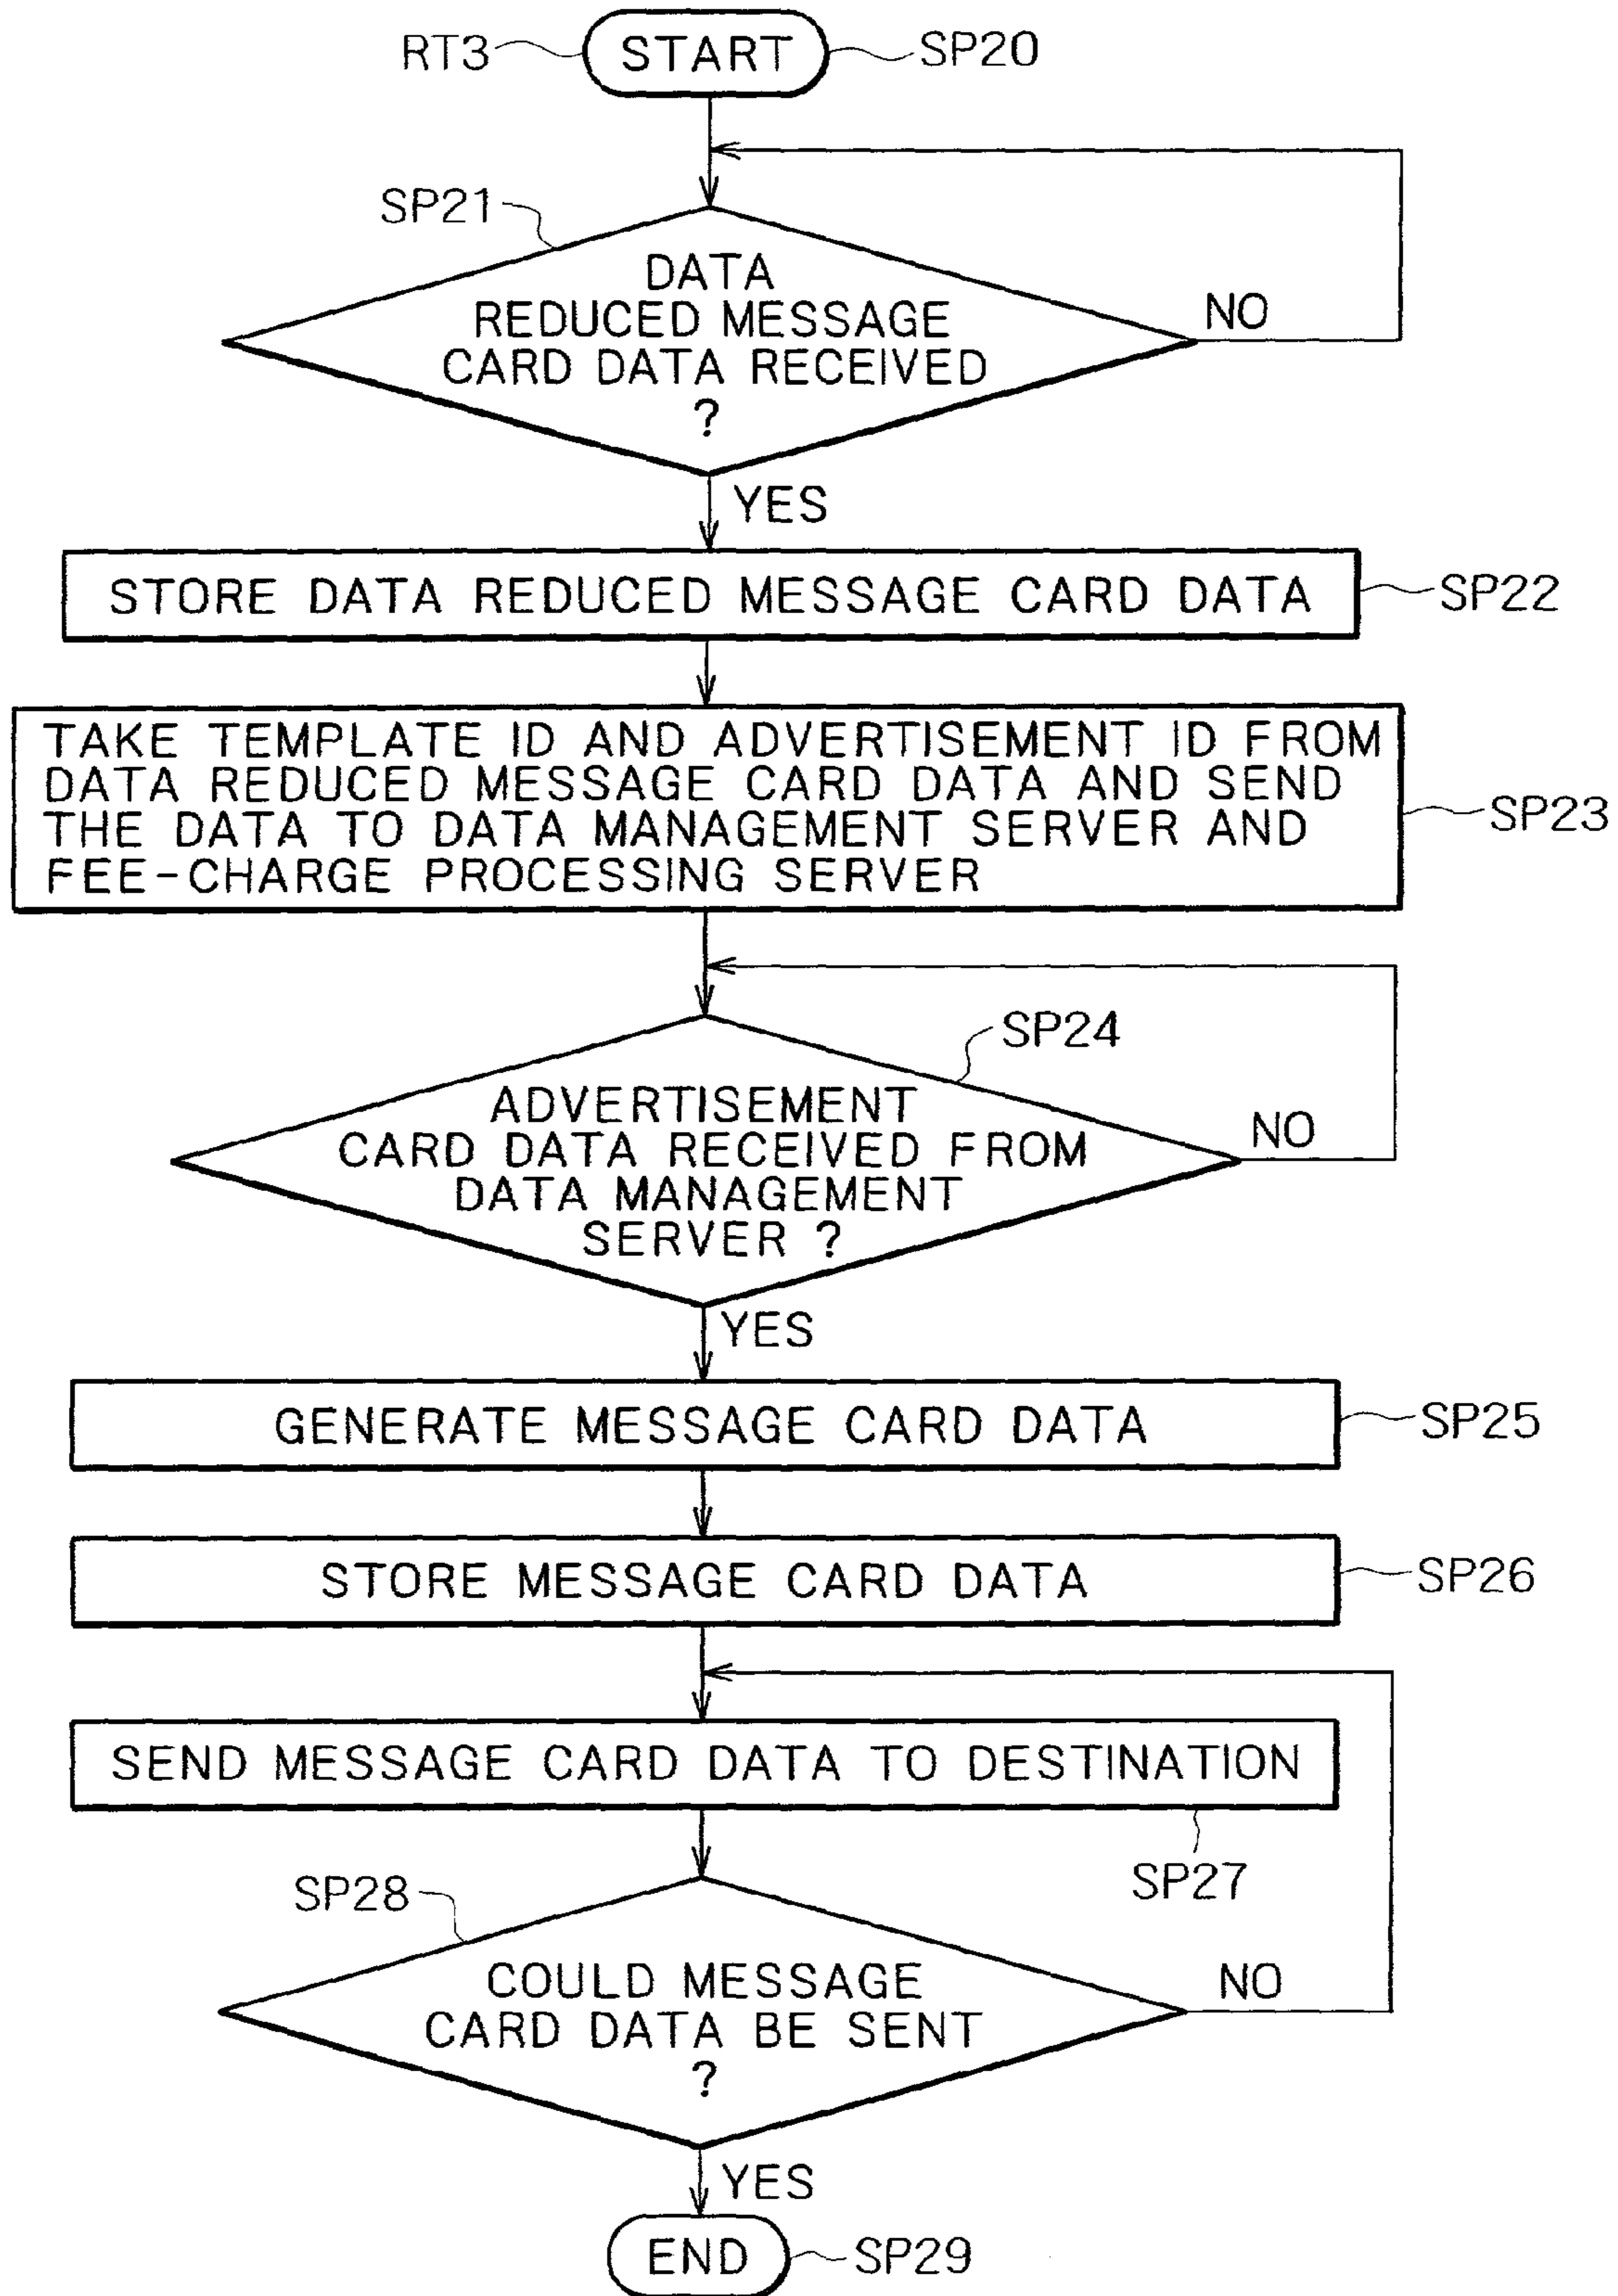 RT3
START
SP20
SP21
DATA
REDUCED MESSAGE
CARD DATA RECEIVED
?
NO
YES
STORE DATA REDUCED MESSAGE CARD DATA
SP22
TAKE TEMPLATE ID AND ADVERTISEMENT ID FROM
DATA REDUCED MESSAGE CARD DATA AND SEND
THE DATA TO DATA MANAGEMENT SERVER AND
FEE-CHARGE PROCESSING SERVER
SP23
SP24
ADVERTISEMENT
CARD DATA RECEIVED FROM
DATA MANAGEMENT
SERVER ?
NO
YES
GENERATE MESSAGE CARD DATA
SP25
STORE MESSAGE CARD DATA
SP26
SEND MESSAGE CARD DATA TO DESTINATION
SP27
SP28
COULD MESSAGE
CARD DATA BE SENT
?
NO
YES
END
SP29